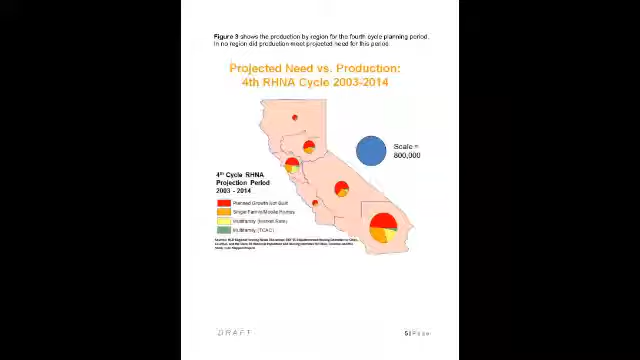 Figure 3 shows the production by region for the fourth cycle planning period.
In no region did production meet projected need for this period
Projected Need vs. Production:
4th RHNA Cycle 2003-2014
Scale =
800,000
4th Cycle RHNA
Projection Period
2003 - 2014
Planned Growth Not Built
Single Family/Mobile Homes
Multifamily (Market Rate)
Multifamily (TCAC)
DRAFT
5 | Page